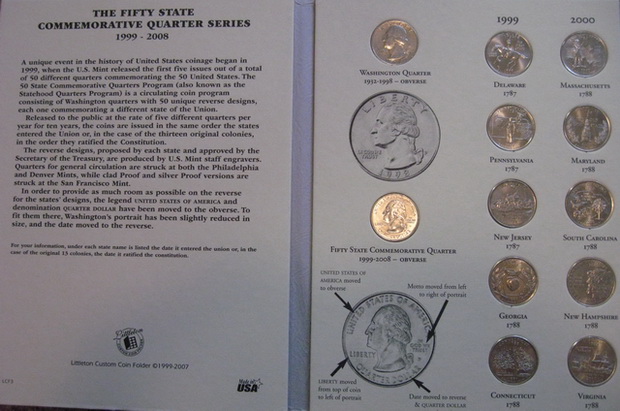 THE FIFTY STATE
COMMEMORATIVE QUARTER SERIES
1999 - 2008
A unique event in the history of United States coinage began in
1999, when the U.S. Mint released the first five issues out of a total
of 50 different quarters commemorating the 50 United States. The
50 State Commemorative Quarters Program (also known as the
Statehood Quarters Program) is a circulating coin program
consisting of Washington quarters with 50 unique reverse designs,
each one commemorating a different state of the Union.
Released to the public at the rate of five different quarters per
year for ten years, the coins are issued in the same order the states
entered the Union or, in the case of the thirteen original colonies,
in the order they ratified the Constitution.
The reverse designs, proposed by each state and approved by the
Secretary of the Treasury, are produced by U.S. Mint staff engravers.
Quarters for general circulation are struck at both the Philadelphia
and Denver Mints, while clad Proof and silver Proof versions are
struck at the San Francisco Mint.
In order to provide as much room as possible on the reverse
for the states' designs, the legend UNITED STATES OF AMERICA and
denomination QUARTER DOLLAR have been moved to the obverse. To
fit them there, Washington's portrait has been slightly reduced in
size, and the date moved to the reverse.
For your information, under each state name is listed the date it entered the union or, in the
case of the original 13 colonies, the date it ratified the constitution.
Littleton
Littleton Custom Coin Folder ©1999-2007
LCF3
Made in
USA
WASHINGTON QUARTER
1932-1998 – OBVERSE
LIBERTY
FIFTY STATE COMMEMORATIVE QUARTER
1999-2008 – OBVERSE
UNITED STATES OF
AMERICA moved
to obverse
Motto moved from left
to right of portrait
UNITED STATES OF AMERICA
LIBERTY
IN GOD WE
TRUST
QUARTER DOLLAR
LIBERTY moved
from top of coin
to left of portrait
Date moved to reverse
& QUARTER DOLLAR
1999
DELAWARE
1787
PENNSYLVANIA
1787
NEW JERSEY
1787
GEORGIA
1788
CONNECTICUT
1788
2000
MASSACHUSETTS
1788
MARYLAND
1788
SOUTH CAROLINA
1788
NEW HAMPSHIRE
1788
VIRGINIA
1788